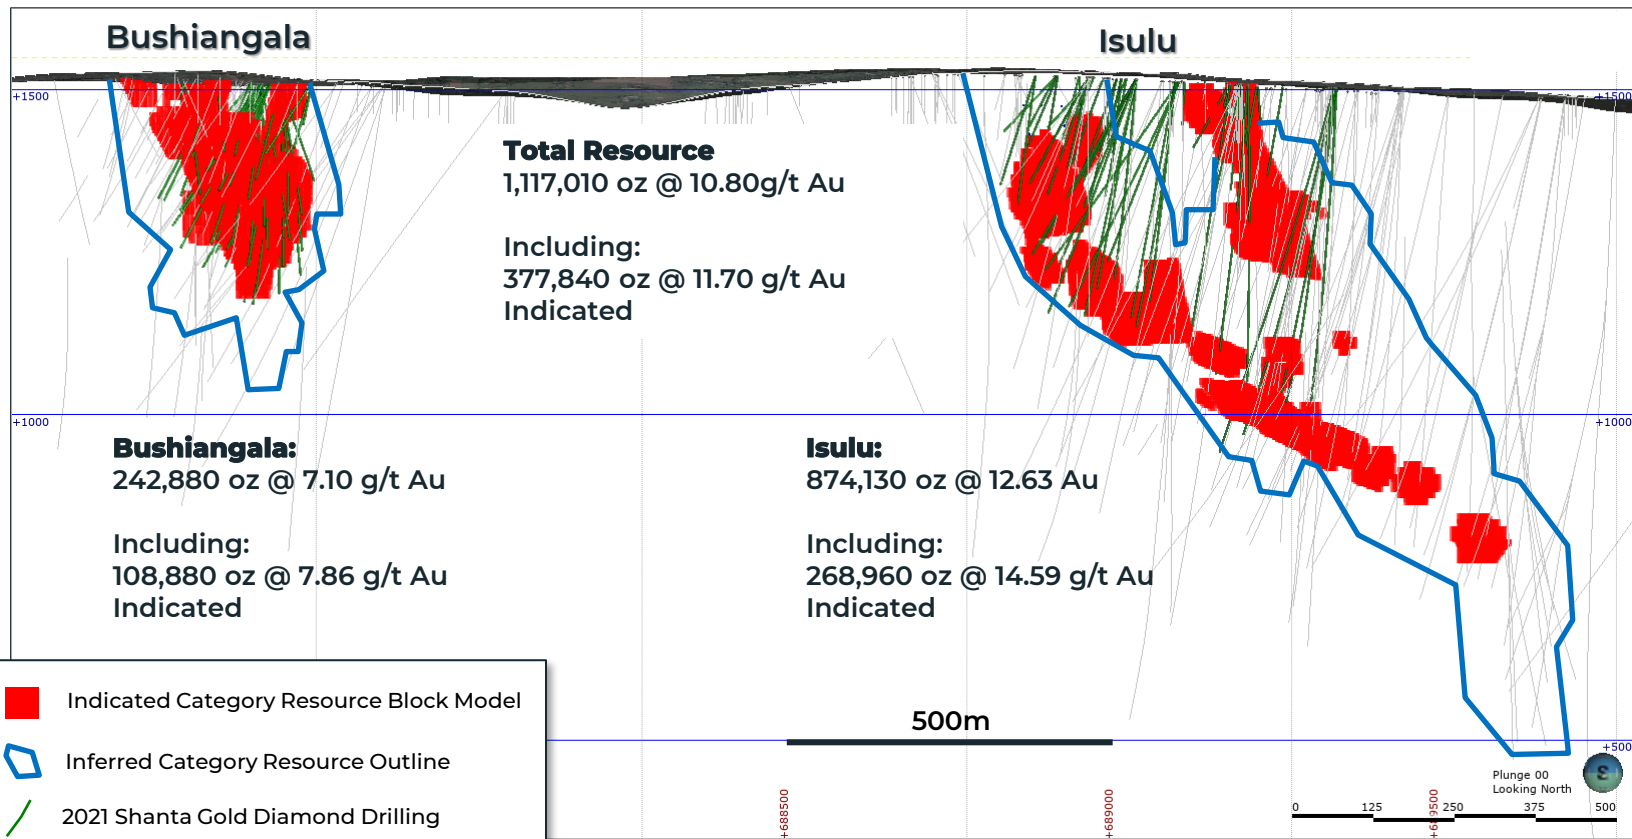 Bushiangala
Isulu
+1500
+1500
Total Resource
1,117,010 oz @ 10.80g/t Au
Including:
377,840 oz @ 11.70 g/t Au
Indicated
+1000
+1000
Bushiangala:
242,880 oz @ 7.10 g/t Au
Including:
108,880 oz @ 7.86 g/t Au
Indicated
Isulu:
874,130 oz @ 12.63 Au
Including:
268,960 oz @ 14.59 g/t Au
Indicated
Indicated Category Resource Block Model
Inferred Category Resource Outline
2021 Shanta Gold Diamond Drilling
500m
+500
Plunge 00
Looking North
S
0 125 250 375 500
+688500
+689000
+689500